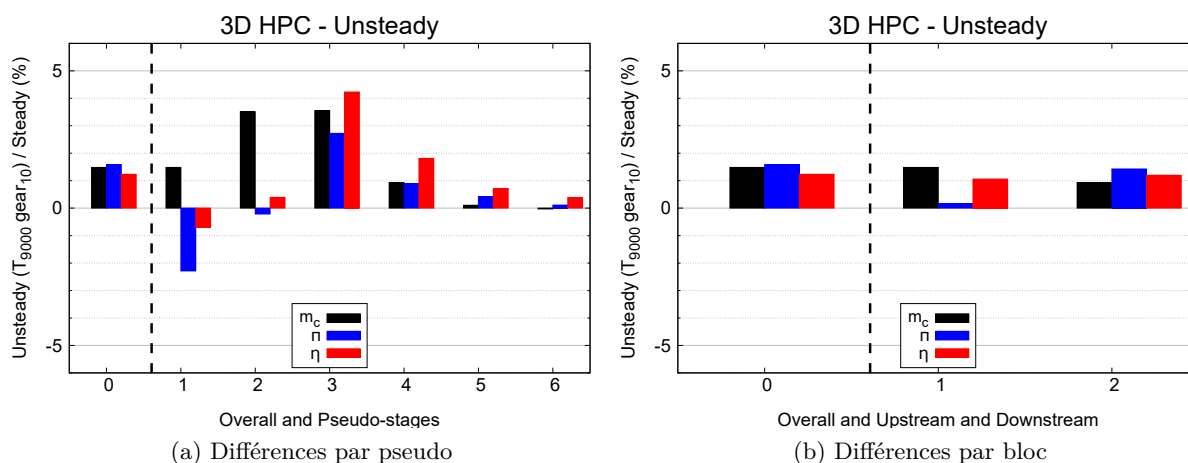 3D HPC - Unsteady
Unsteady (T9000 gear10) / Steady (%)
5
0
-5
mc
π
η
0 1 2 3 4 5 6
Overall and Pseudo-stages
(a) Différences par pseudo
3D HPC - Unsteady
Unsteady (T9000 gear10) / Steady (%)
5
0
-5
mc
π
η
0 1 2
Overall and Upstream and Downstream
(b) Différences par bloc